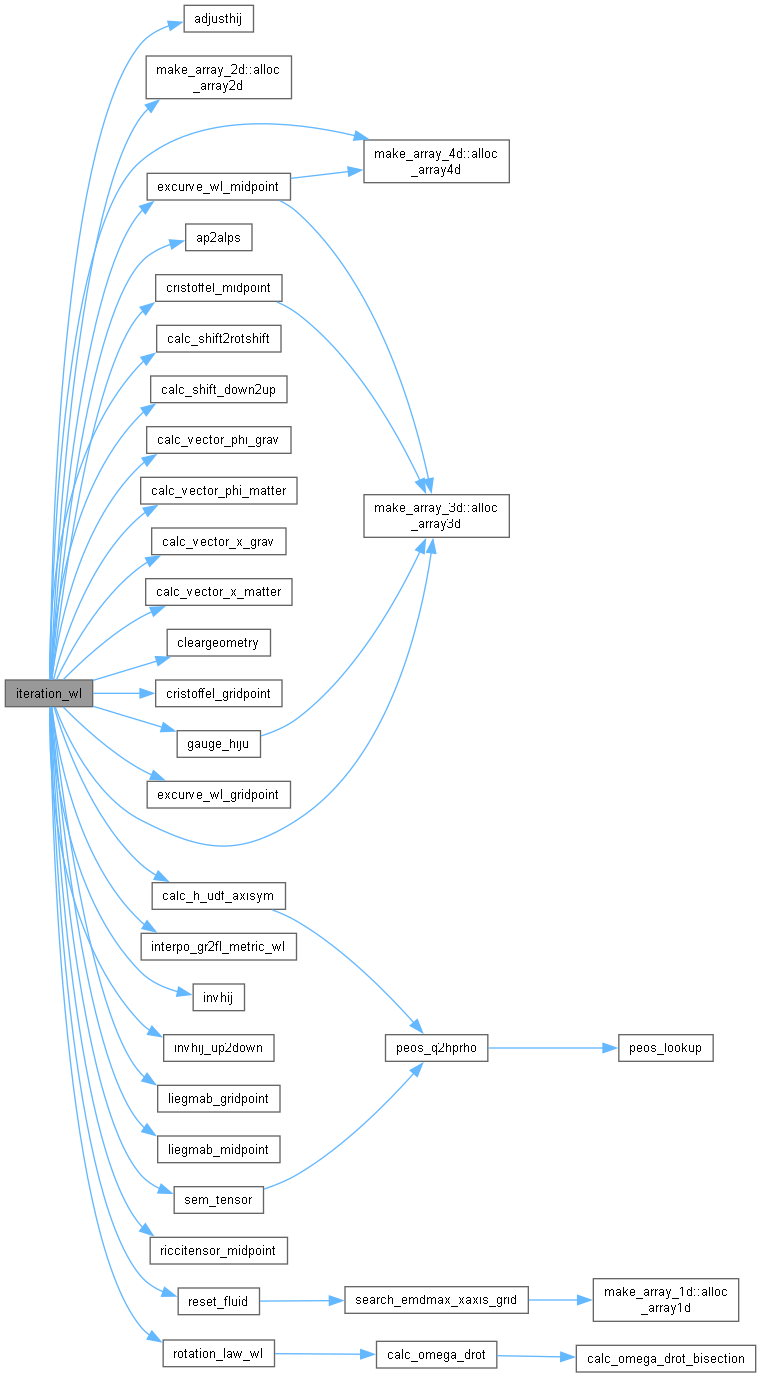 adjusthij
make_array_2d::alloc
_array2d
make_array_4d::alloc
_array4d
excurve_wl_midpoint
ap2alps
cristoffel_midpoint
calc_shift2rotshift
calc_shift_down2up
calc_vector_phi_grav
calc_vector_phi_matter
make_array_3d::alloc
_array3d
calc_vector_x_grav
calc_vector_x_matter
cleargeometry
iteration_wl
cristoffel_gridpoint
gauge_hiju
excurve_wl_gridpoint
calc_h_udf_axisym
interpo_gr2fl_metric_wl
invhij
invhij_up2down
peos_q2hprho
peos_lookup
liegmab_gridpoint
liegmab_midpoint
sem_tensor
riccitensor_midpoint
reset_fluid
search_emdmax_xaxis_grid
make_array_1d::alloc
_array1d
rotation_law_wl
calc_omega_drot
calc_omega_drot_bisection